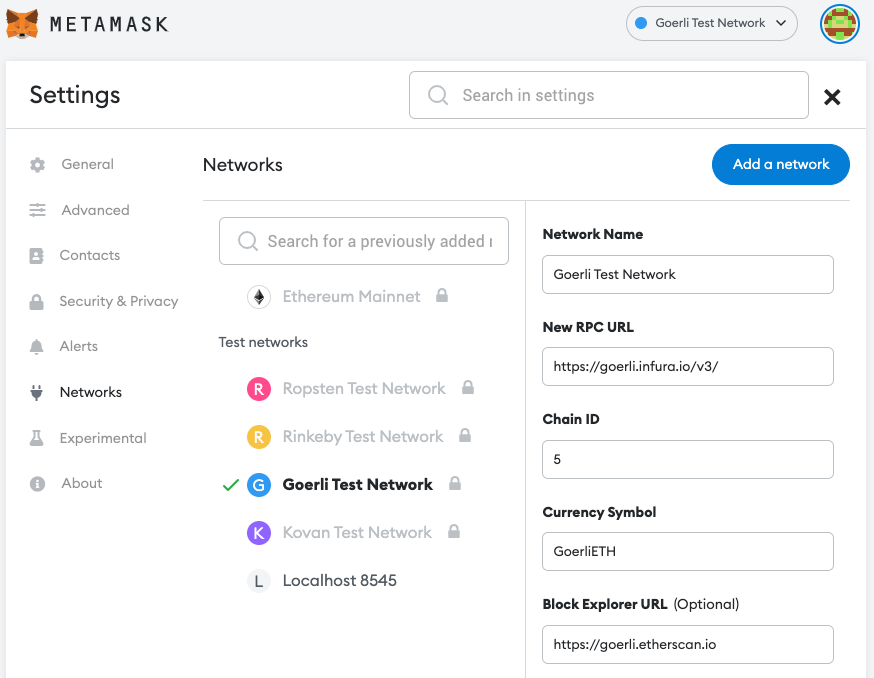 METAMASK
Goerli Test Network
Settings
Search in settings
General
Advanced
Contacts
Security & Privacy
Alerts
Networks
Experimental
About
Networks
Add a network
Search for a previously added
Ethereum Mainnet
Test networks
R Ropsten Test Network
R Rinkeby Test Network
G Goerli Test Network
K Kovan Test Network
L Localhost 8545
Network Name
Goerli Test Network
New RPC URL
https://goerli.infura.io/v3/
Chain ID
5
Currency Symbol
GoerliETH
Block Explorer URL (Optional)
https://goerli.etherscan.io